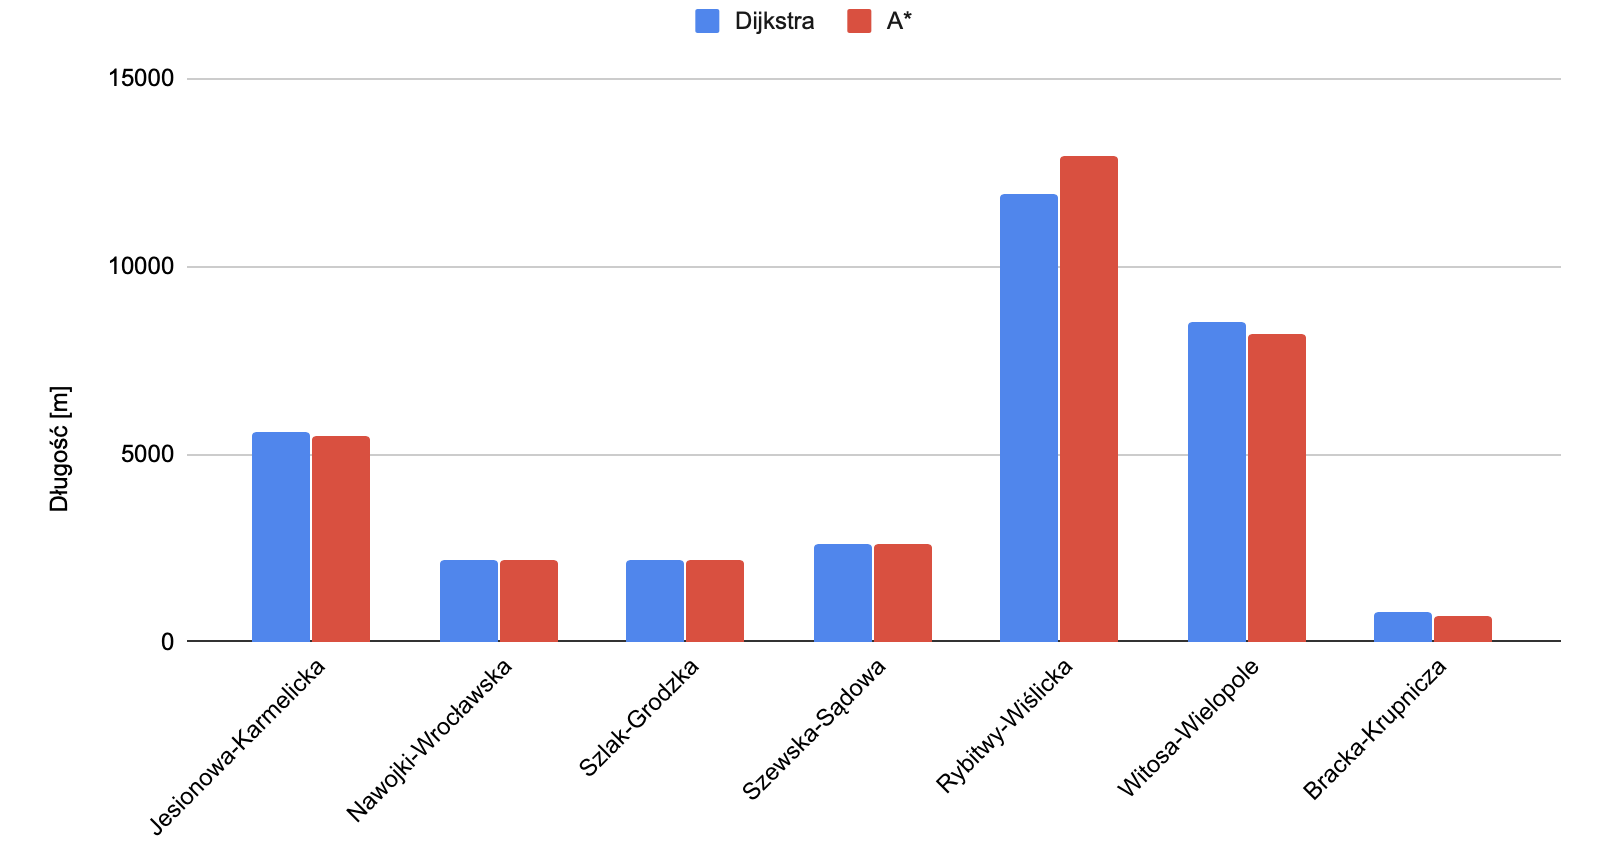 Dijkstra A*
15000
10000
5000
0
Długość [m]
Jesionowa-Karmelicka
Nawojki-Wrocławska
Szlak-Grodzka
Szewska-Sądowa
Rybitwy-Wiślicka
Witosa-Wielopole
Bracka-Krupnicza